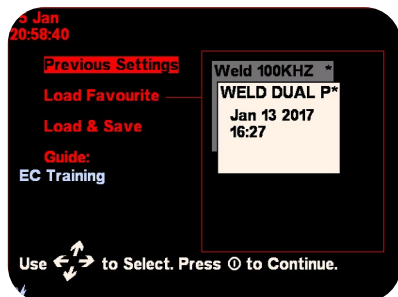 5 Jan
20:58:40
Previous Settings
Load Favourite
Load & Save
Guide:
EC Training
Weld 100KHZ *
WELD DUAL P*
Jan 13 2017
16:27
Use to Select. Press to Continue.